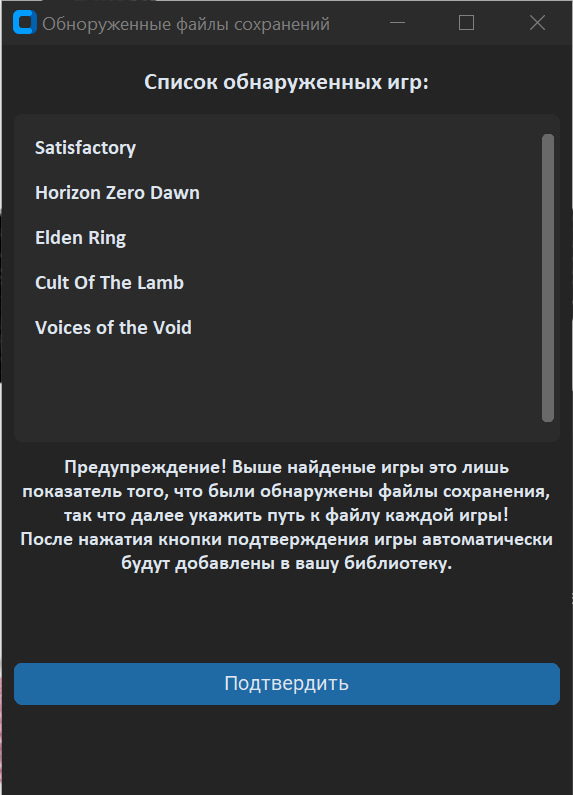 Обноруженные файлы сохранений
Список обнаруженных игр:
Satisfactory
Horizon Zero Dawn
Elden Ring
Cult Of The Lamb
Voices of the Void
Предупреждение! Выше найденые игры это лишь
показатель того, что были обнаружены файлы сохранения,
так что далее укажить путь к файлу каждой игры!
После нажатия кнопки подтверждения игры автоматически
будут добавлены в вашу библиотеку.
Подтвердить